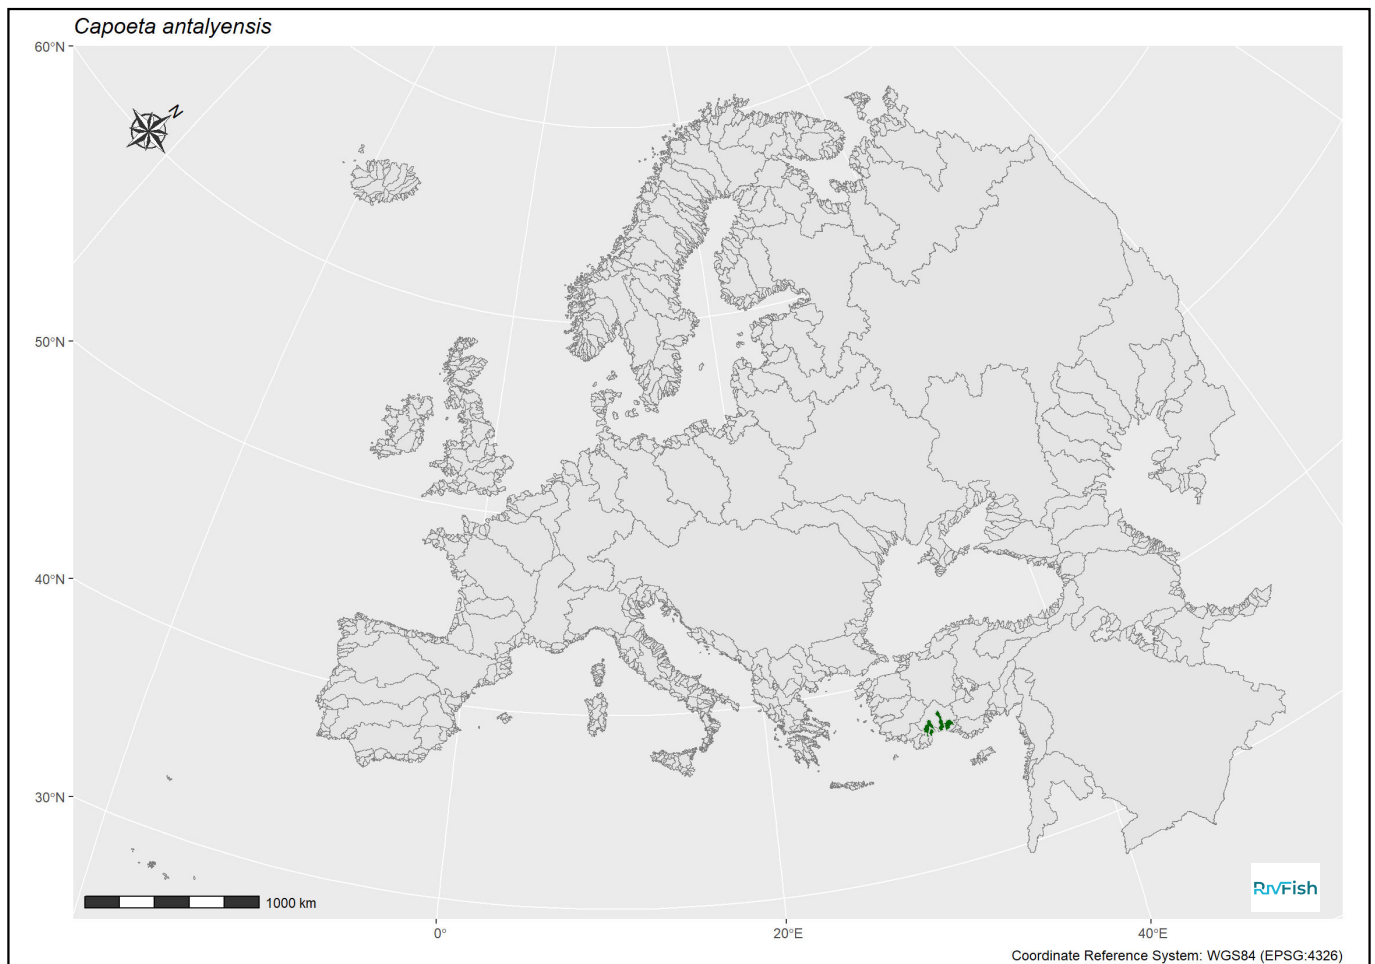 Capoeta antalyensis
60°N
N
50°N
40°N
30°N
1000 km
RIVFisH
0°
20°E
40°E
Coordinate Reference System: WGS84 (EPSG:4326)